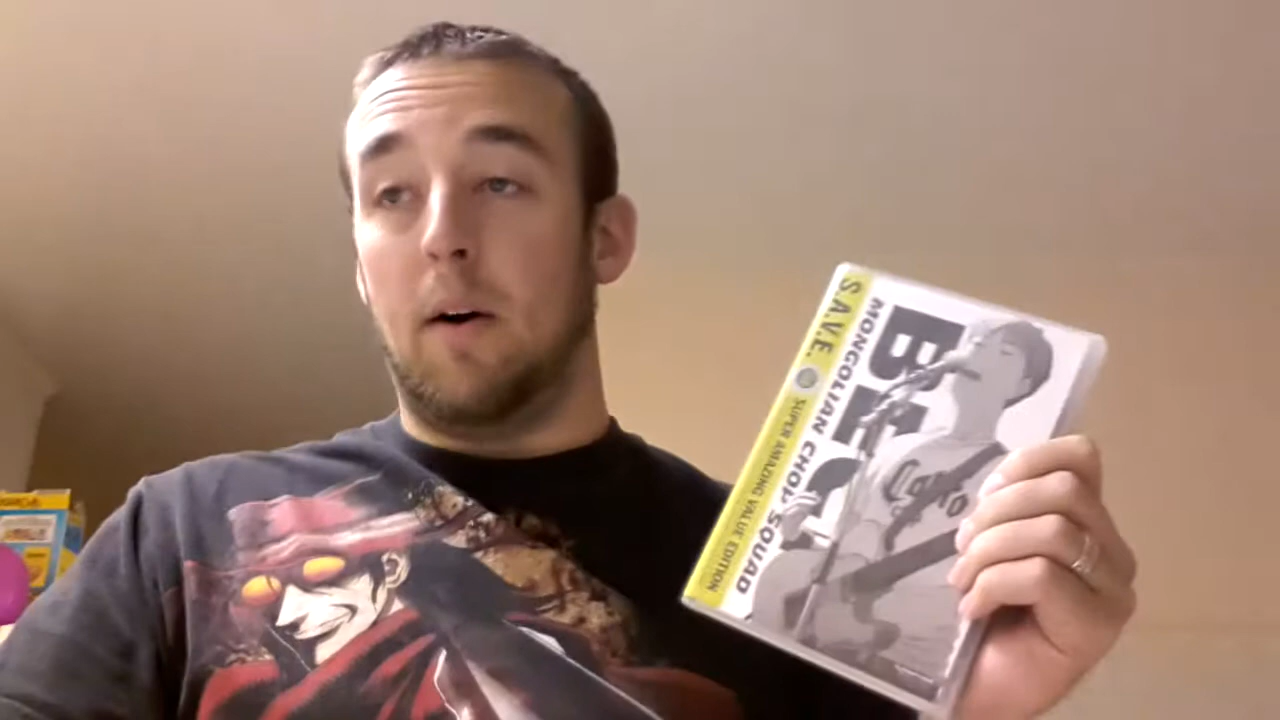 S.A.V.E.
SUPER AMAZING VALUE EDITION
MONGOLIAN CHOP SQUAD
BECK